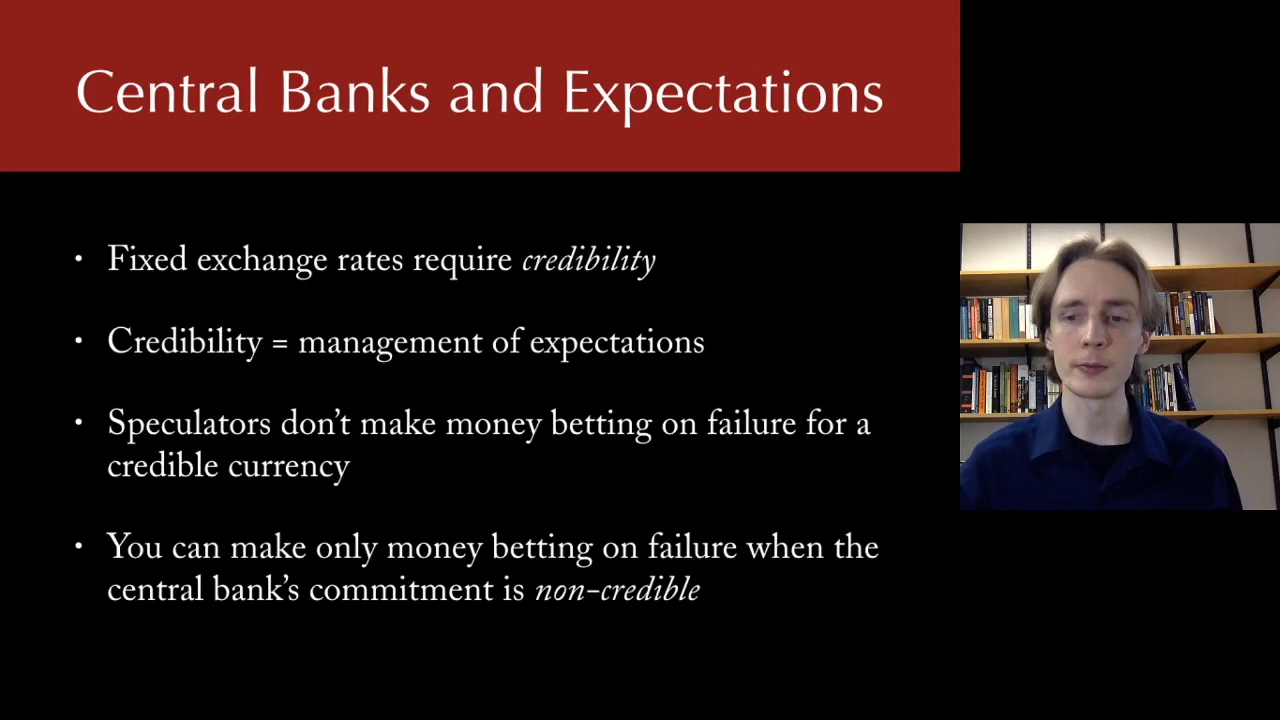 Central Banks and Expectations
• Fixed exchange rates require credibility
• Credibility = management of expectations
• Speculators don’t make money betting on failure for a
credible currency
• You can make only money betting on failure when the
central bank’s commitment is non-credible